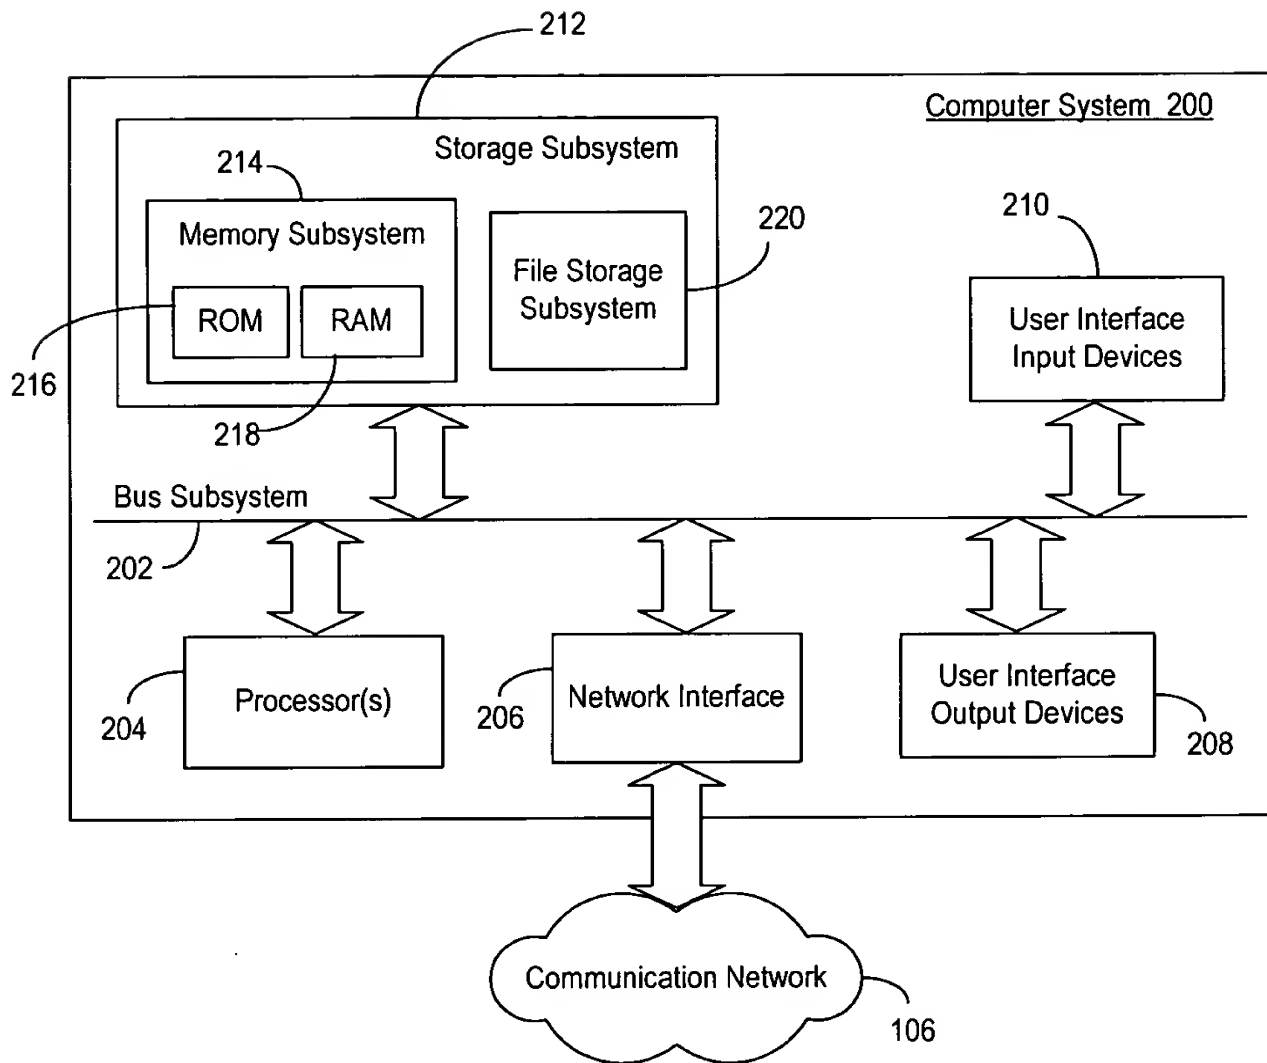 212
Computer System 200
Storage Subsystem
214
Memory Subsystem
ROM
RAM
216
218
File Storage
Subsystem
220
210
User Interface
Input Devices
Bus Subsystem
202
204
Processor(s)
206
Network Interface
User Interface
Output Devices
208
Communication Network
106